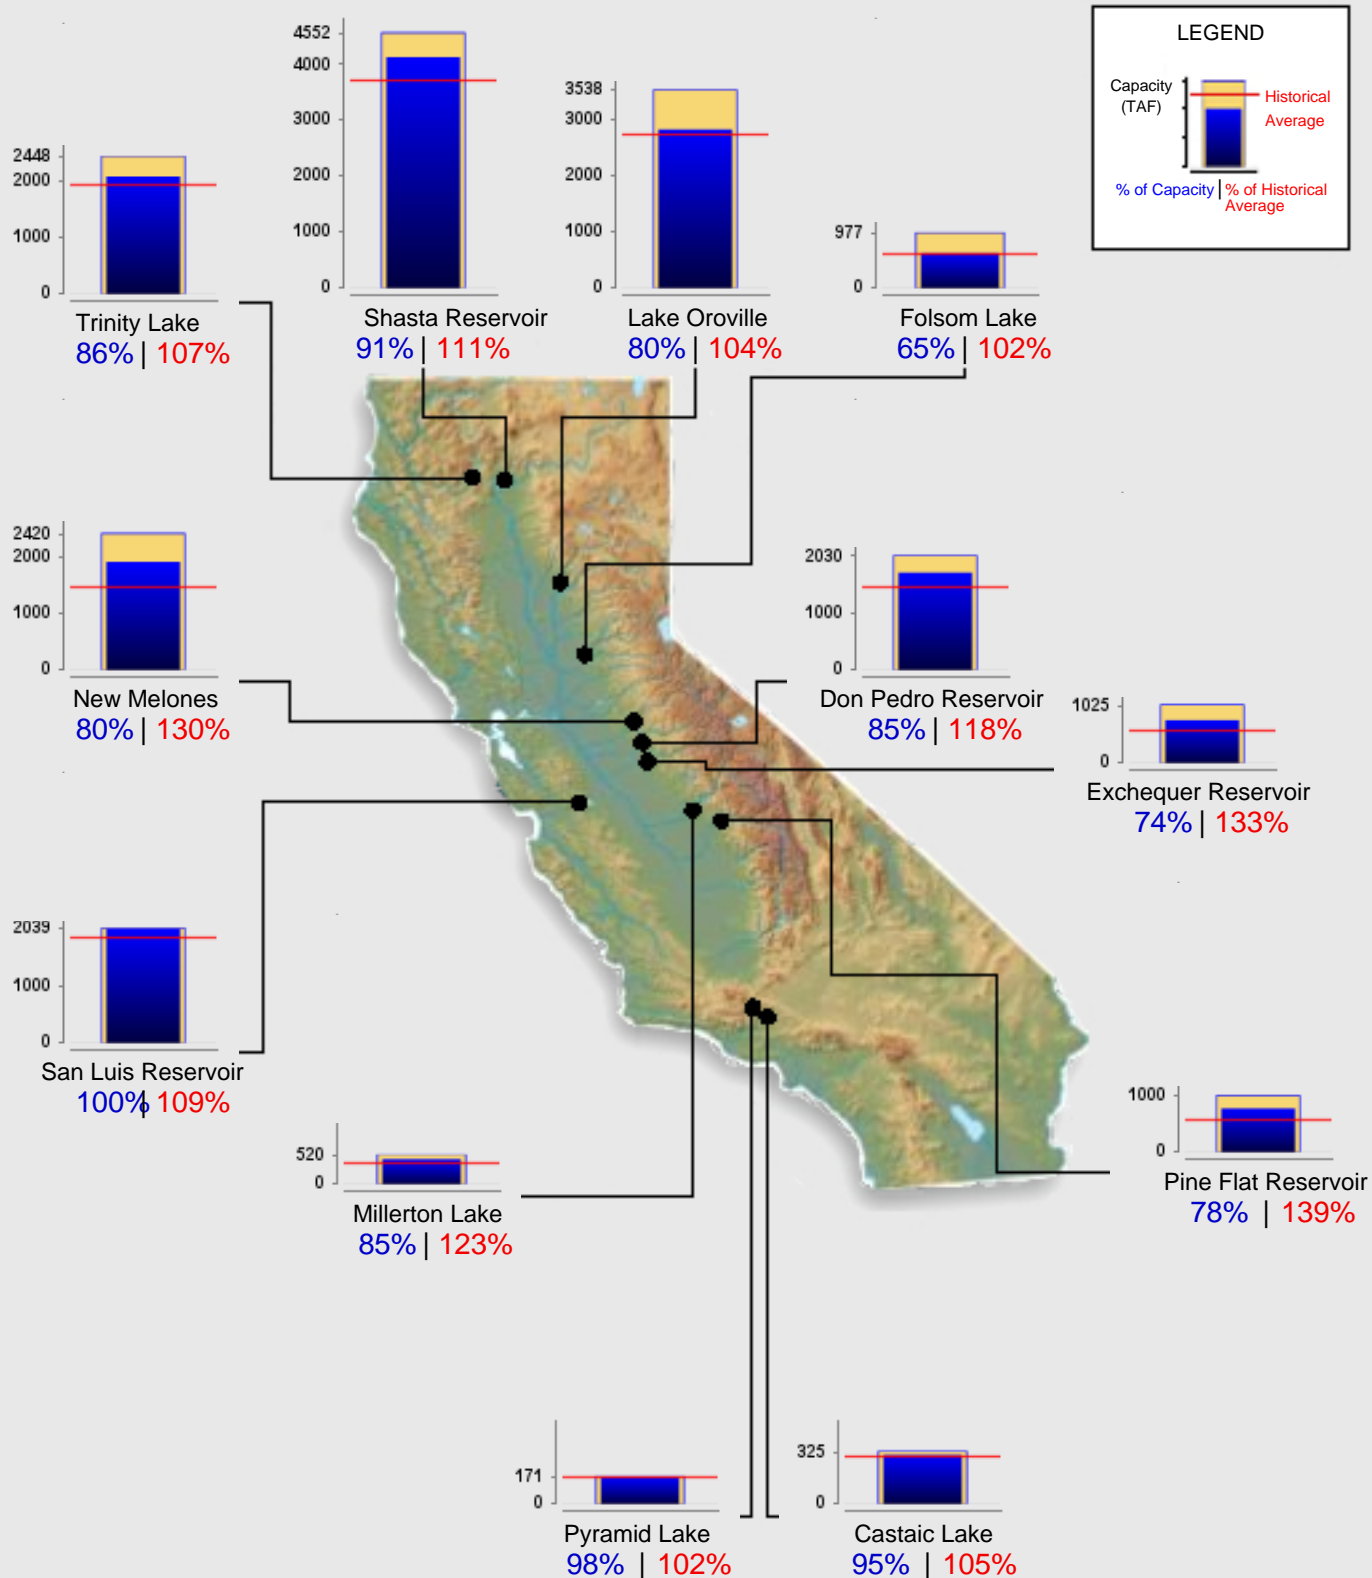 LEGEND
Capacity
(TAF)
Historical
Average
% of Capacity | % of Historical
Average
2448
2000
1000
0
Trinity Lake
86% | 107%
4552
4000
3000
2000
1000
0
Shasta Reservoir
91% | 111%
3538
3000
2000
1000
0
Lake Oroville
80% | 104%
977
0
Folsom Lake
65% | 102%
2420
2000
1000
0
New Melones
80% | 130%
2030
1000
0
Don Pedro Reservoir
85% | 118%
1025
0
Exchequer Reservoir
74% | 133%
2039
1000
0
San Luis Reservoir
100% | 109%
520
0
Millerton Lake
85% | 123%
1000
0
Pine Flat Reservoir
78% | 139%
171
0
Pyramid Lake
98% | 102%
325
0
Castaic Lake
95% | 105%